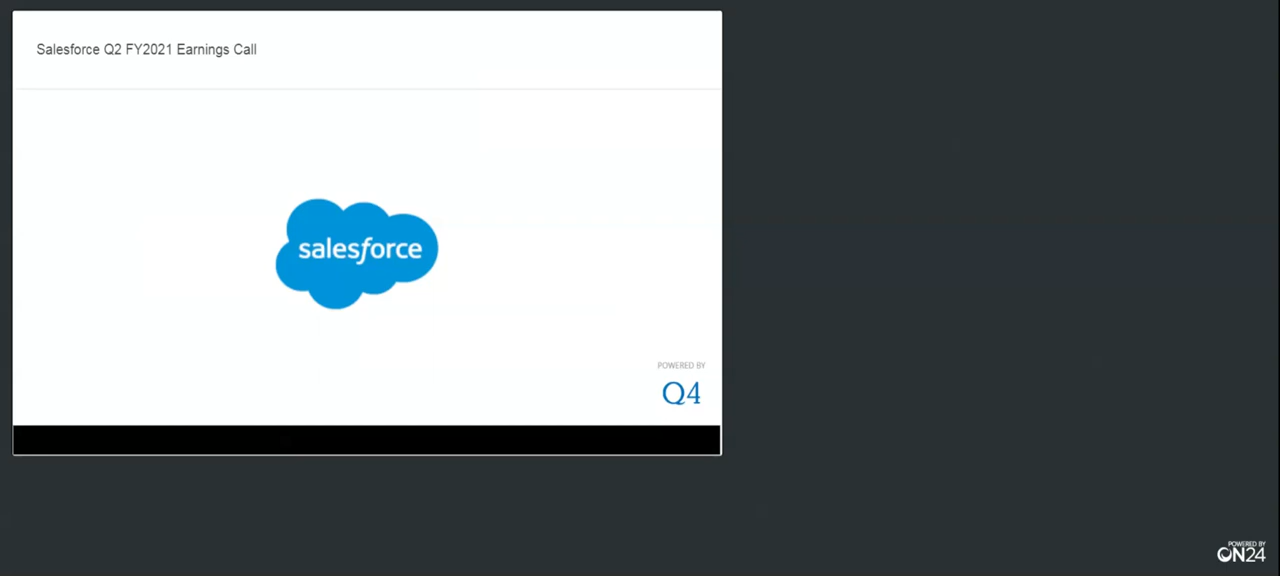 Salesforce Q2 FY2021 Earnings Call
salesforce
POWERED BY
Q4
POWERED BY
ON24